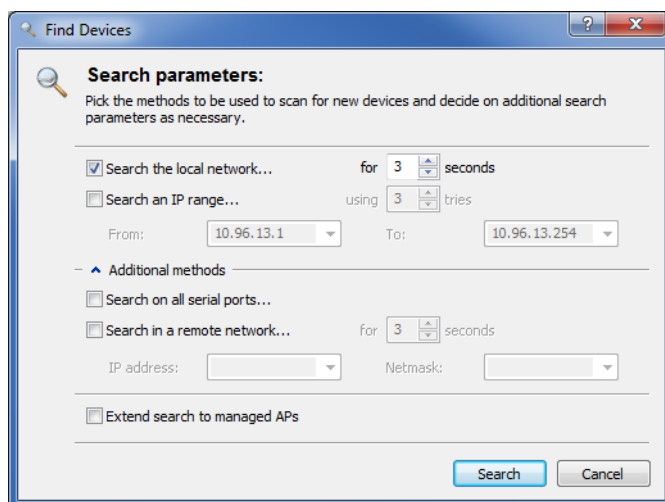 Find Devices
Search parameters:
Pick the methods to be used to scan for new devices and decide on additional search
parameters as necessary.
Search the local network... for 3 seconds
Search an IP range... using 3 tries
From: 10.96.13.1 To: 10.96.13.254
Additional methods
Search on all serial ports...
Search in a remote network... for 3 seconds
IP address: Netmask:
Extend search to managed APs
Search Cancel